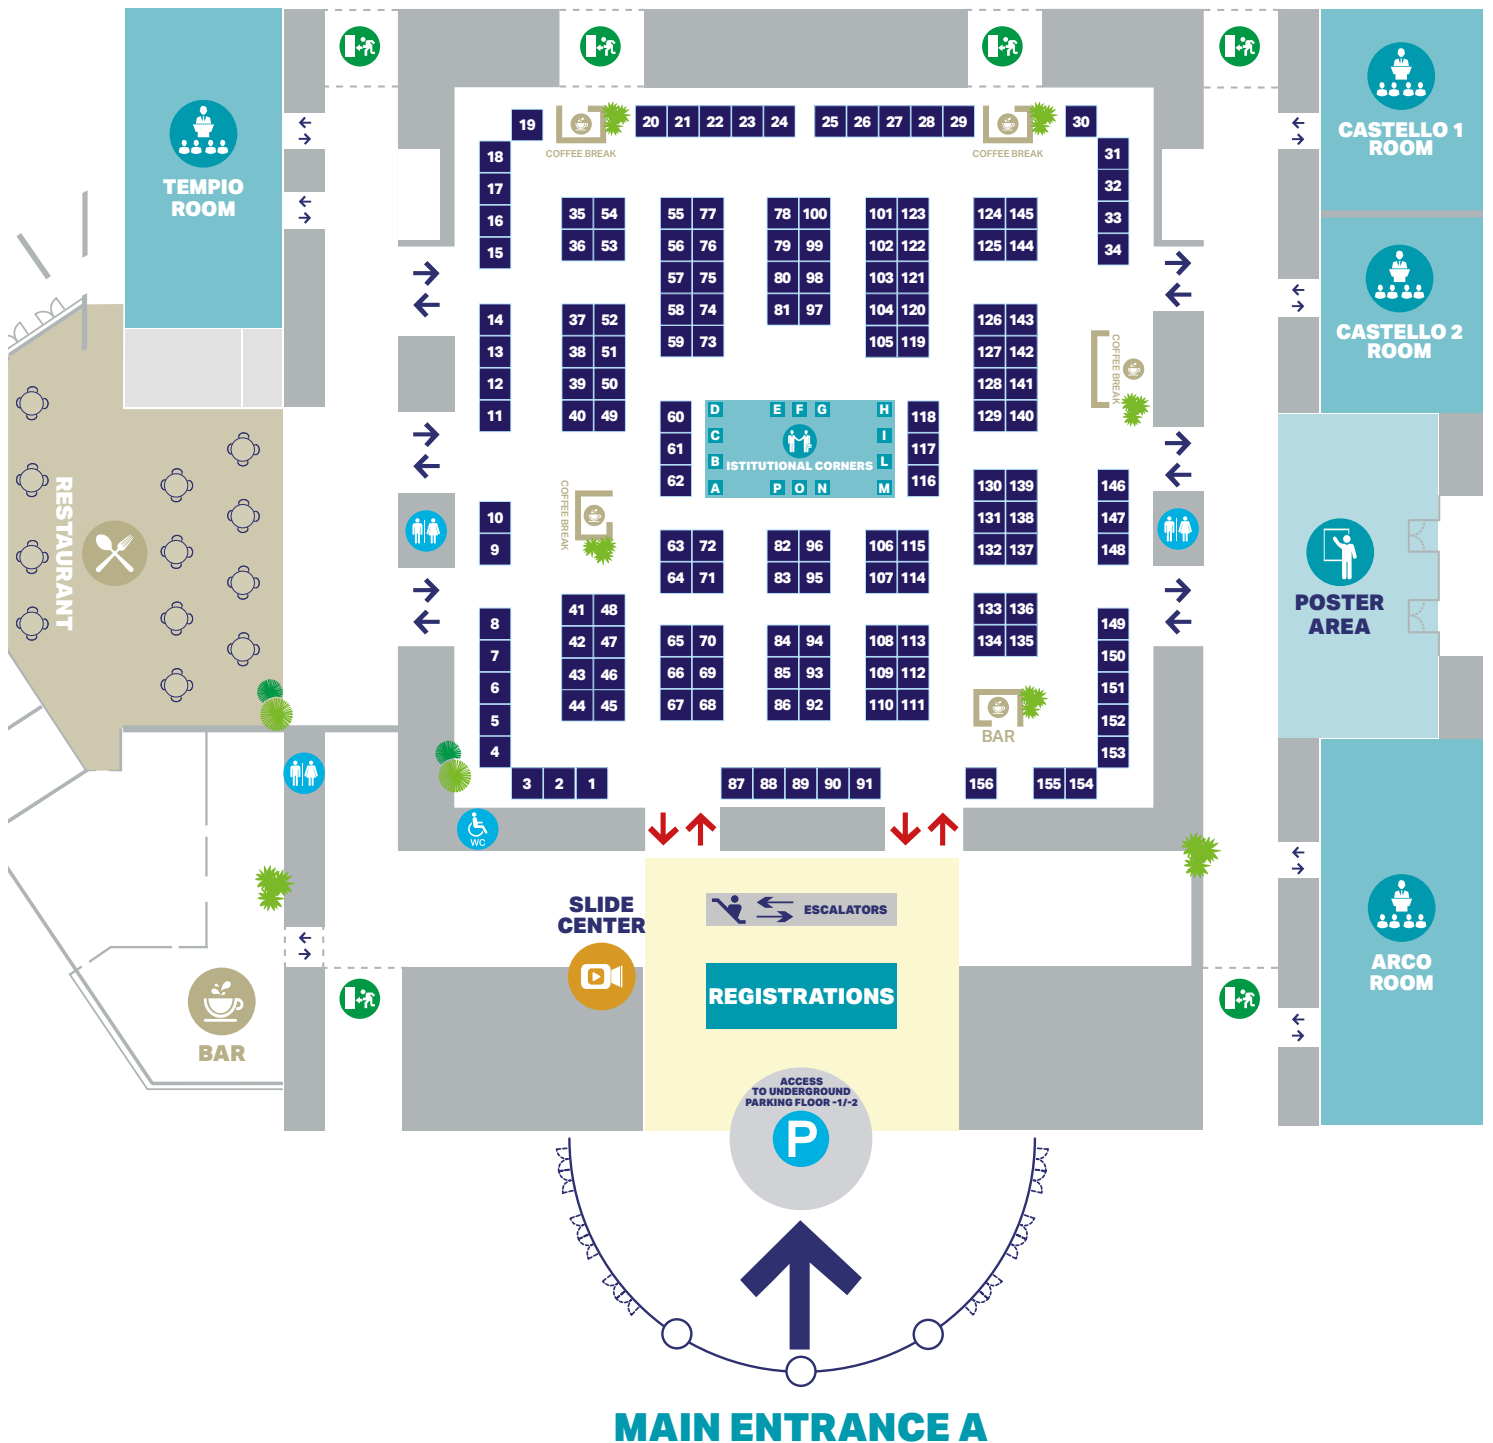 TEMPIO
ROOM
CASTELLO 1
ROOM
CASTELLO 2
ROOM
19
COFFEE BREAK
20 21 22 23 24
25 26 27 28 29
COFFEE BREAK
30
18
17
16
15
31
32
33
34
35 54
36 53
55 77
56 76
57 75
58 74
59 73
78 100
79 99
80 98
81 97
101 123
102 122
103 121
104 120
105 119
124 145
125 144
14
13
12
11
37 52
38 51
39 50
40 49
126 143
127 142
128 141
129 140
COFFEE BREAK
60
61
62
D E F G H
C I
B ISTITUTIONAL CORNERS L
A P O N M
118
117
116
RESTAURANT
10
9
COFFEE BREAK
63 72
64 71
82 96
83 95
106 115
107 114
130 139
131 138
132 137
146
147
148
POSTER
AREA
8
7
6
5
4
41 48
42 47
43 46
44 45
65 70
66 69
67 68
84 94
85 93
86 92
108 113
109 112
110 111
133 136
134 135
BAR
149
150
151
152
153
3 2 1
87 88 89 90 91
156
155 154
WC
SLIDE
CENTER
ESCALATORS
REGISTRATIONS
ARCO
ROOM
BAR
ACCESS
TO UNDERGROUND
PARKING FLOOR -1/-2
P
MAIN ENTRANCE A